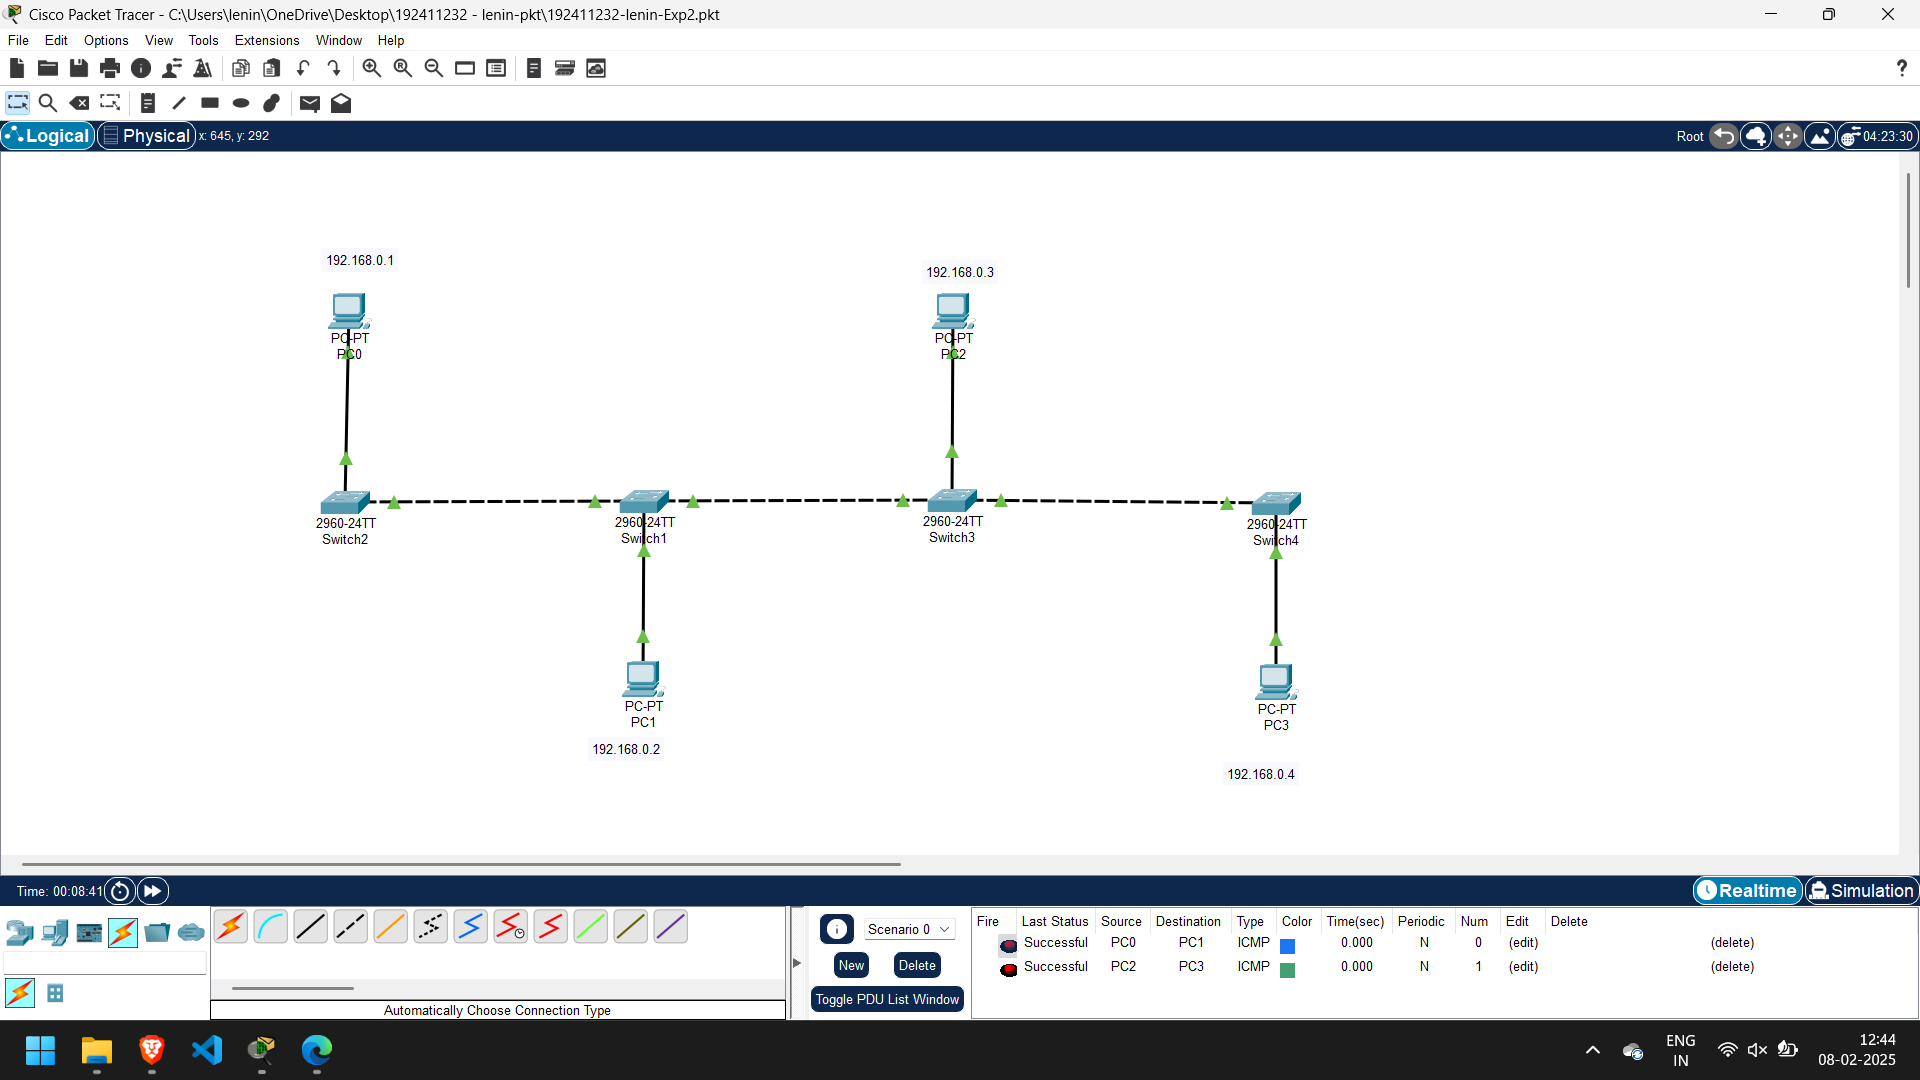 Cisco Packet Tracer - C:\Users\lenin\OneDrive\Desktop\192411232 - lenin-pkt\192411232-lenin-Exp2.pkt
File Edit Options View Tools Extensions Window Help
?
Logical Physical x: 645, y: 292 Root 04:23:30
192.168.0.1
192.168.0.3
PC-PT
PC0
PC-PT
PC2
2960-24TT
Switch2
2960-24TT
Switch1
2960-24TT
Switch3
2960-24TT
Switch4
PC-PT
PC1
192.168.0.2
PC-PT
PC3
192.168.0.4
Time: 00:08:41 Realtime Simulation
Scenario 0
New Delete
Toggle PDU List Window
Automatically Choose Connection Type
Fire Last Status Source Destination Type Color Time(sec) Periodic Num Edit Delete
Successful PC0 PC1 ICMP 0.000 N 0 (edit) (delete)
Successful PC2 PC3 ICMP 0.000 N 1 (edit) (delete)
ENG
IN
12:44
08-02-2025